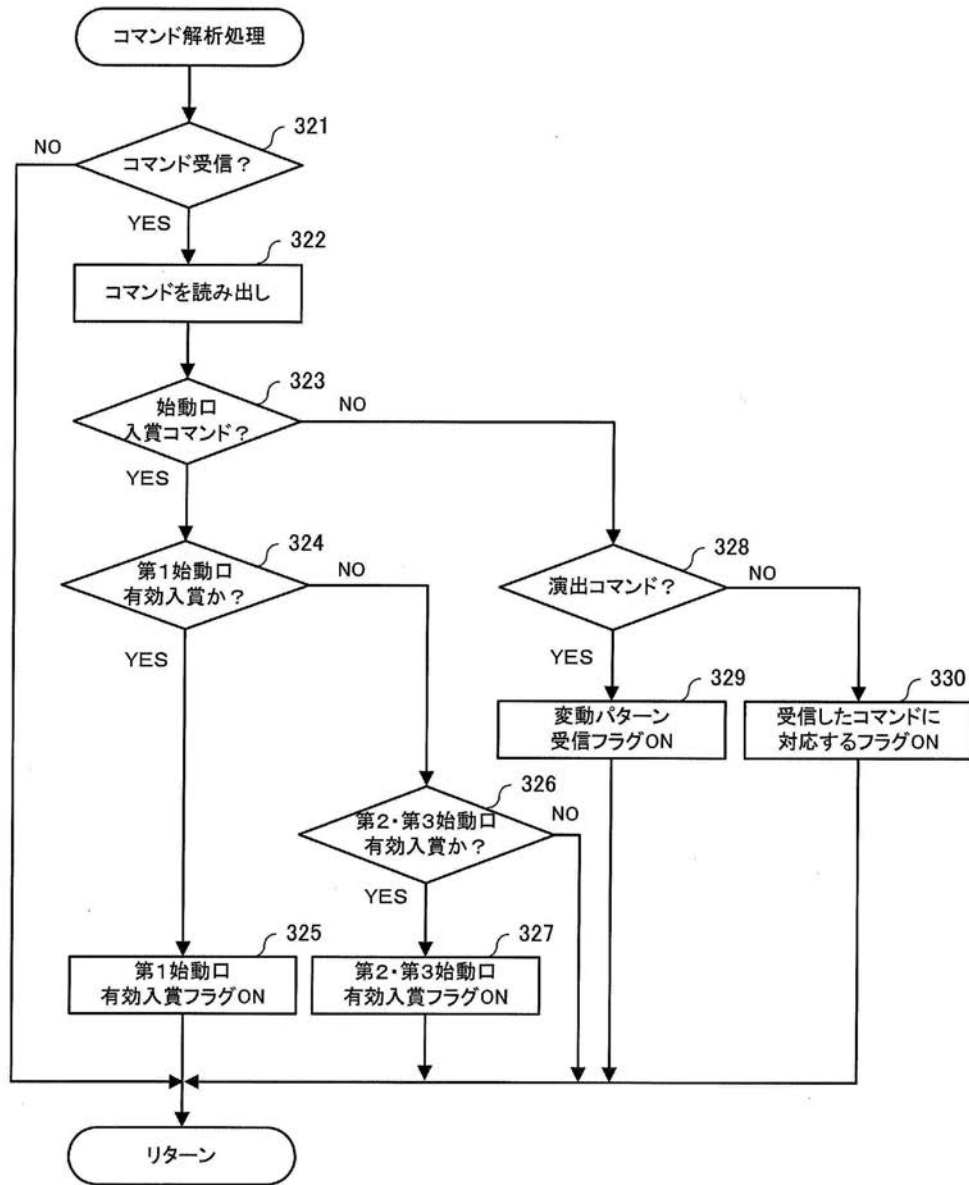 コマンド解析処理
321
NO
コマンド受信？
YES
322
コマンドを読み出し
323
NO
始動口
入賞コマンド？
YES
324
NO
第1始動口
有効入賞か？
YES
328
NO
演出コマンド？
YES
329
変動パターン
受信フラグON
330
受信したコマンドに
対応するフラグON
326
NO
第2・第3始動口
有効入賞か？
YES
325
第1始動口
有効入賞フラグON
327
第2・第3始動口
有効入賞フラグON
リターン